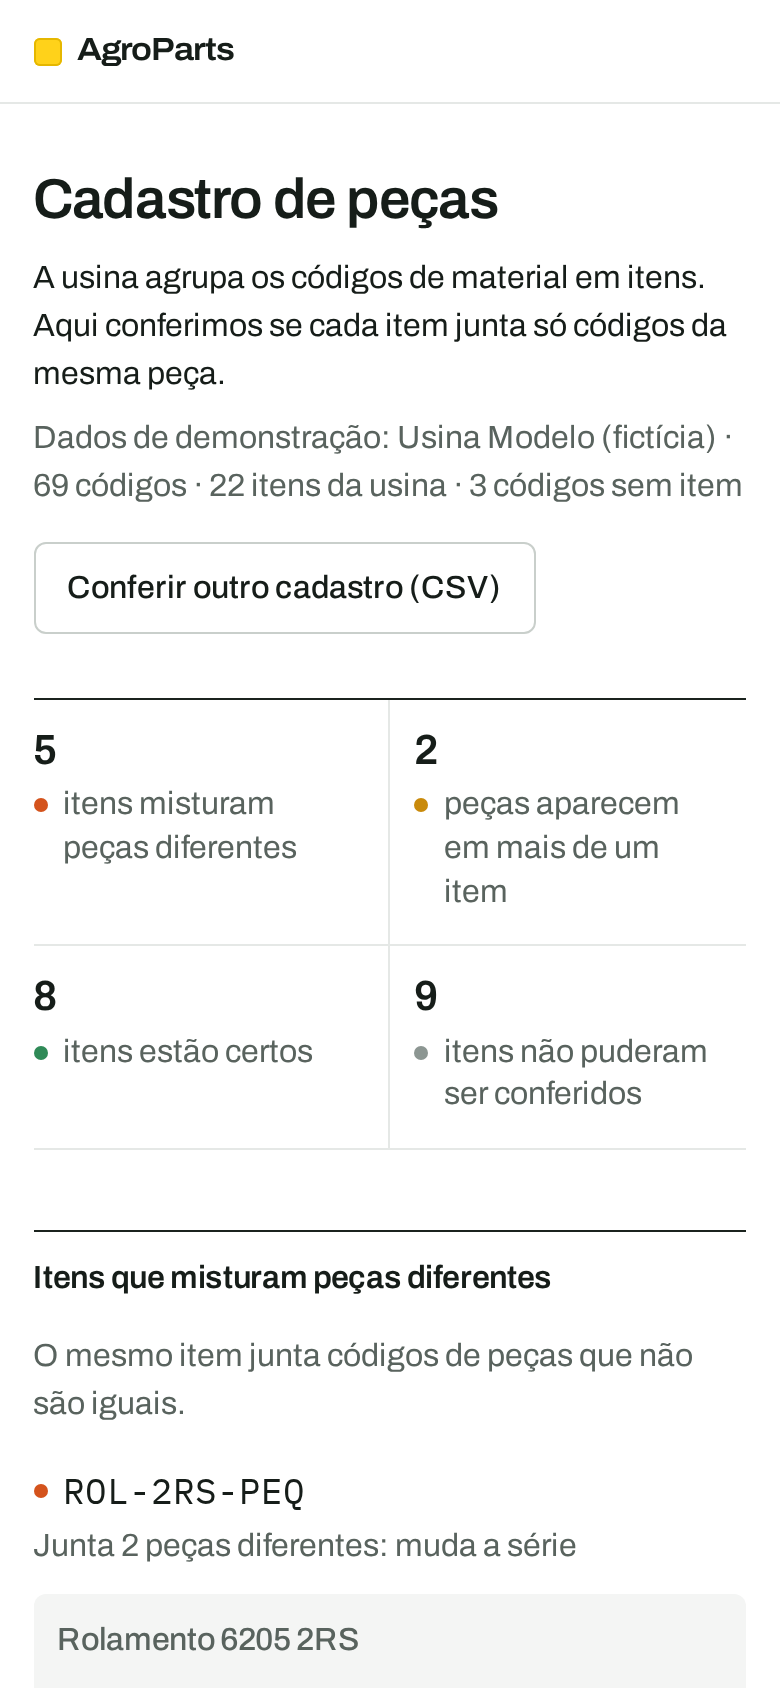 AgroParts
Cadastro de peças
A usina agrupa os códigos de material em itens.
Aqui conferimos se cada item junta só códigos da
mesma peça.
Dados de demonstração: Usina Modelo (fictícia) ·
69 códigos · 22 itens da usina · 3 códigos sem item
Conferir outro cadastro (CSV)
5
itens misturam
peças diferentes
2
peças aparecem
em mais de um
item
8
itens estão certos
9
itens não puderam
ser conferidos
Itens que misturam peças diferentes
O mesmo item junta códigos de peças que não
são iguais.
ROL-2RS-PEQ
Junta 2 peças diferentes: muda a série
Rolamento 6205 2RS